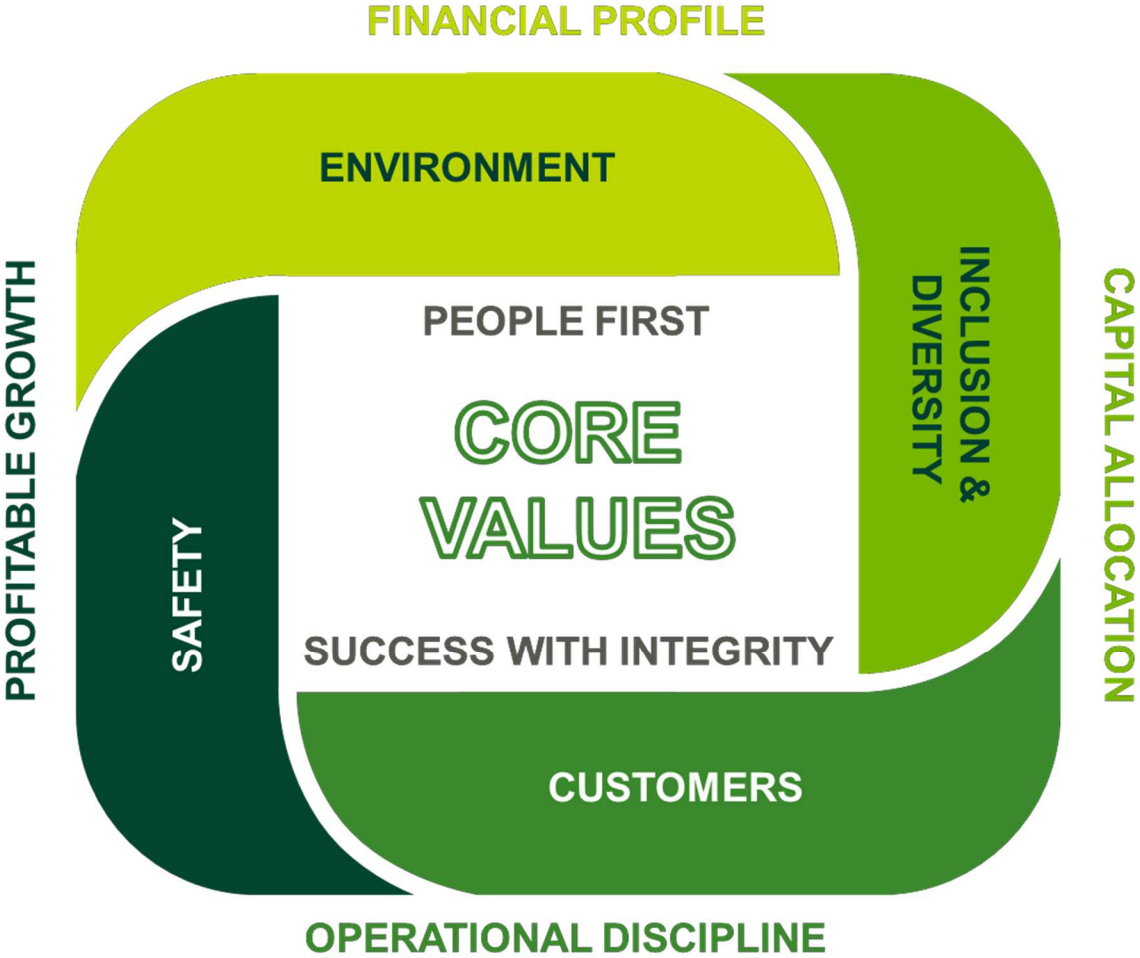 FINANCIAL PROFILE
ENVIRONMENT
INCLUSION &
DIVERSITY
PROFITABLE GROWTH
CAPITAL ALLOCATION
PEOPLE FIRST
CORE
VALUES
SAFETY
SUCCESS WITH INTEGRITY
CUSTOMERS
OPERATIONAL DISCIPLINE